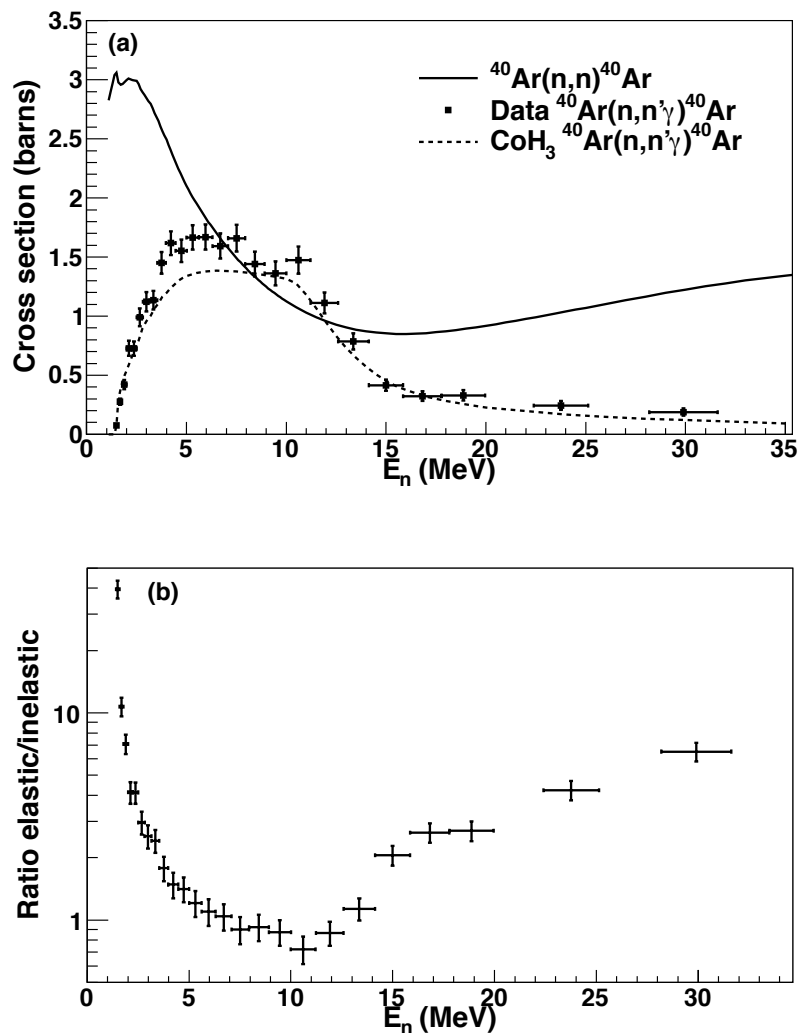 (a)
⁴⁰Ar(n,n)⁴⁰Ar
Data ⁴⁰Ar(n,n'γ)⁴⁰Ar
CoH₃ ⁴⁰Ar(n,n'γ)⁴⁰Ar
Cross section (barns)
3.5
3
2.5
2
1.5
1
0.5
0
0 5 10 15 20 25 30 35
Eₙ (MeV)
(b)
Ratio elastic/inelastic
10
1
0 5 10 15 20 25 30
Eₙ (MeV)